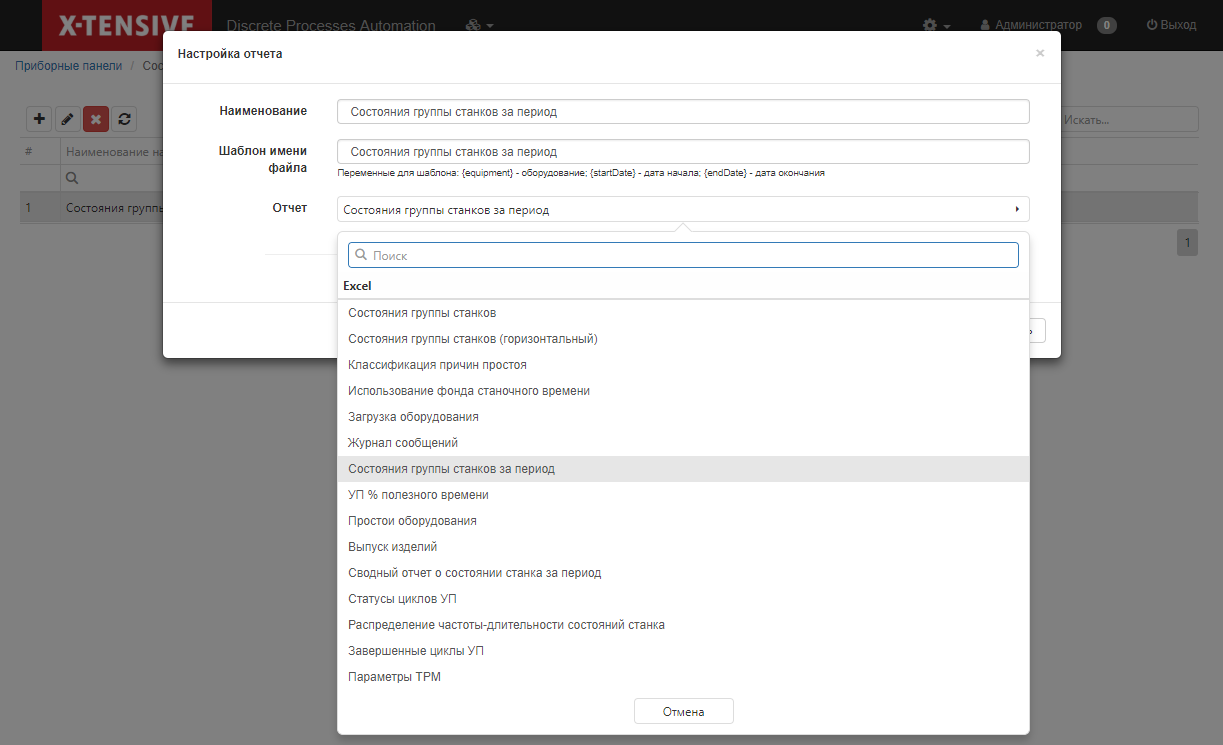 X-TENSIVE
Discrete Processes Automation
Администратор
0
Выход
Приборные панели / Сос
Настройка отчета
×
Искать...
#
Наименование на
1
Состояния группы
1
Наименование
Состояния группы станков за период
Шаблон имени файла
Состояния группы станков за период
Переменные для шаблона: {equipment} - оборудование; {startDate} - дата начала; {endDate} - дата окончания
Отчет
Состояния группы станков за период
Поиск
Excel
Состояния группы станков
Состояния группы станков (горизонтальный)
Классификация причин простоя
Использование фонда станочного времени
Загрузка оборудования
Журнал сообщений
Состояния группы станков за период
УП % полезного времени
Простои оборудования
Выпуск изделий
Сводный отчет о состоянии станка за период
Статусы циклов УП
Распределение частоты-длительности состояний станка
Завершенные циклы УП
Параметры ТРМ
Отмена